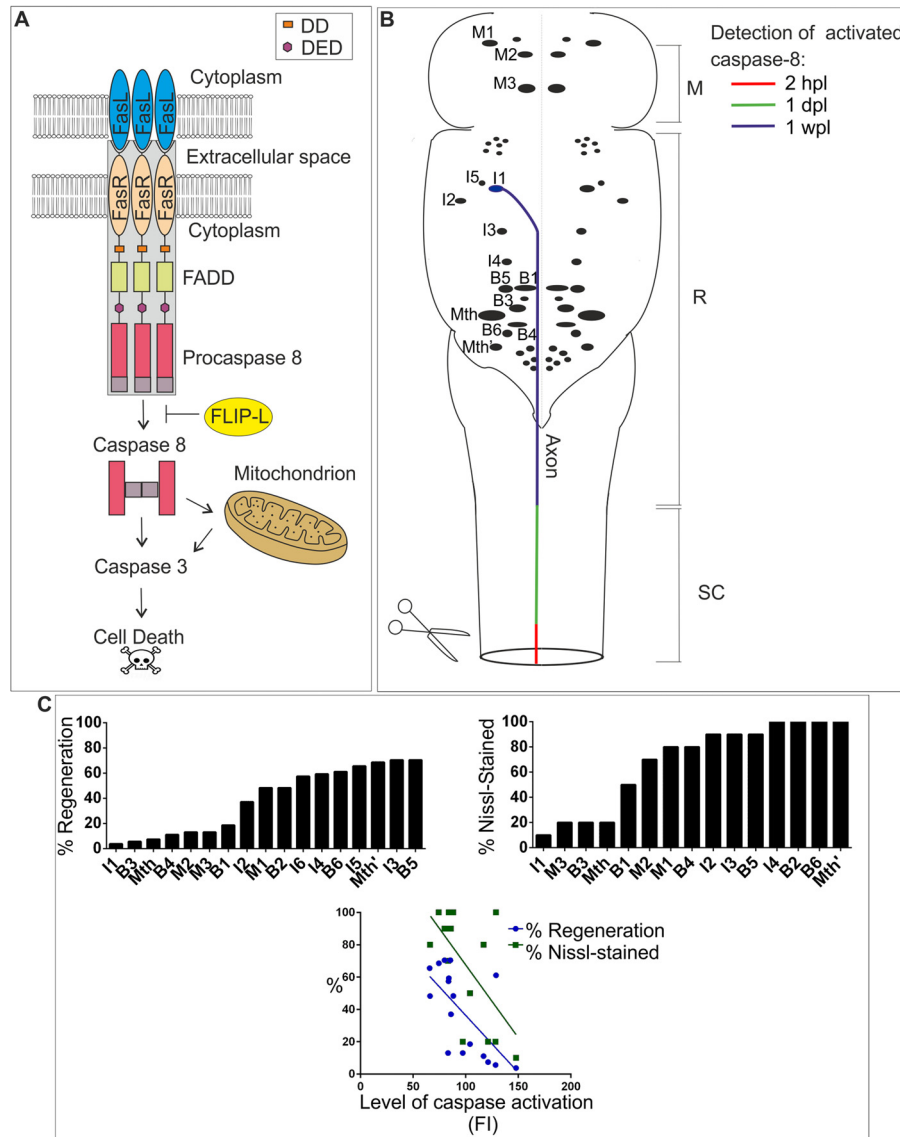 A
DD
DED
Cytoplasm
FasL FasL FasL
Extracellular space
FasR FasR FasR
Cytoplasm
FADD
Procaspase 8
FLIP-L
Caspase 8
Mitochondrion
Caspase 3
Cell Death
B
Detection of activated
caspase-8:
2 hpl
1 dpl
1 wpl
M1
M2
M3
M
I5 I1
I2
I3
I4
B5 B1
B3
Mth
B6 B4
Mth'
R
Axon
SC
C
% Regeneration
100
80
60
40
20
0
I1 B3 Mth B4 M2 M3 B1 I2 M1 B2 I6 I4 B6 I5 Mth' I3 B5
% Nissl-Stained
100
80
60
40
20
0
I1 M3 B3 Mth B1 M2 M1 B4 I2 I3 B5 I4 B2 B6 Mth'
%
100
80
60
40
20
0
0 50 100 150 200
% Regeneration
% Nissl-stained
Level of caspase activation
(FI)